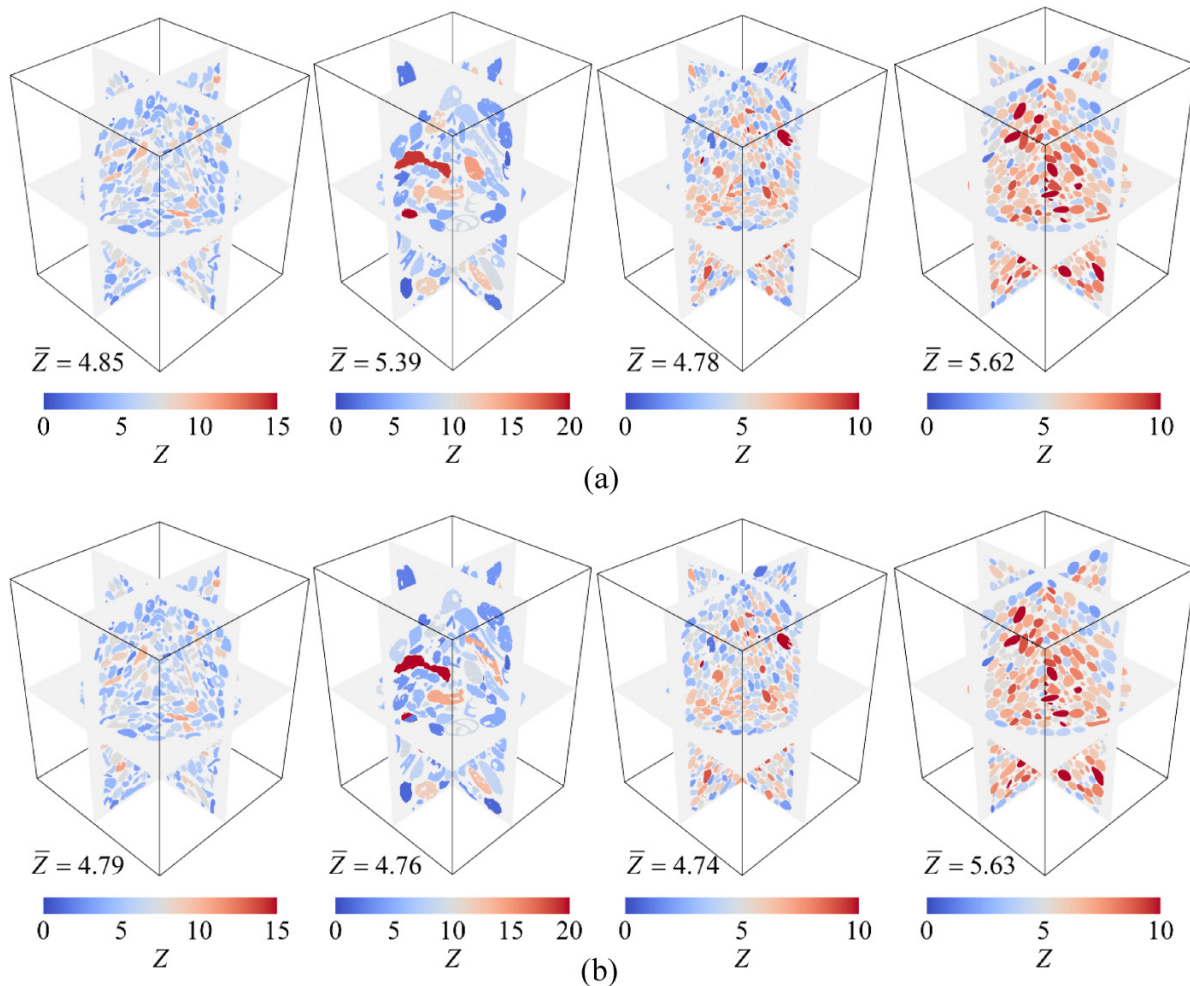 Z̅ = 4.85 Z̅ = 5.39 Z̅ = 4.78 Z̅ = 5.62
0 5 10 15 0 5 10 15 20 0 5 10 0 5 10
Z Z Z Z
(a)
Z̅ = 4.79 Z̅ = 4.76 Z̅ = 4.74 Z̅ = 5.63
0 5 10 15 0 5 10 15 20 0 5 10 0 5 10
Z Z Z Z
(b)